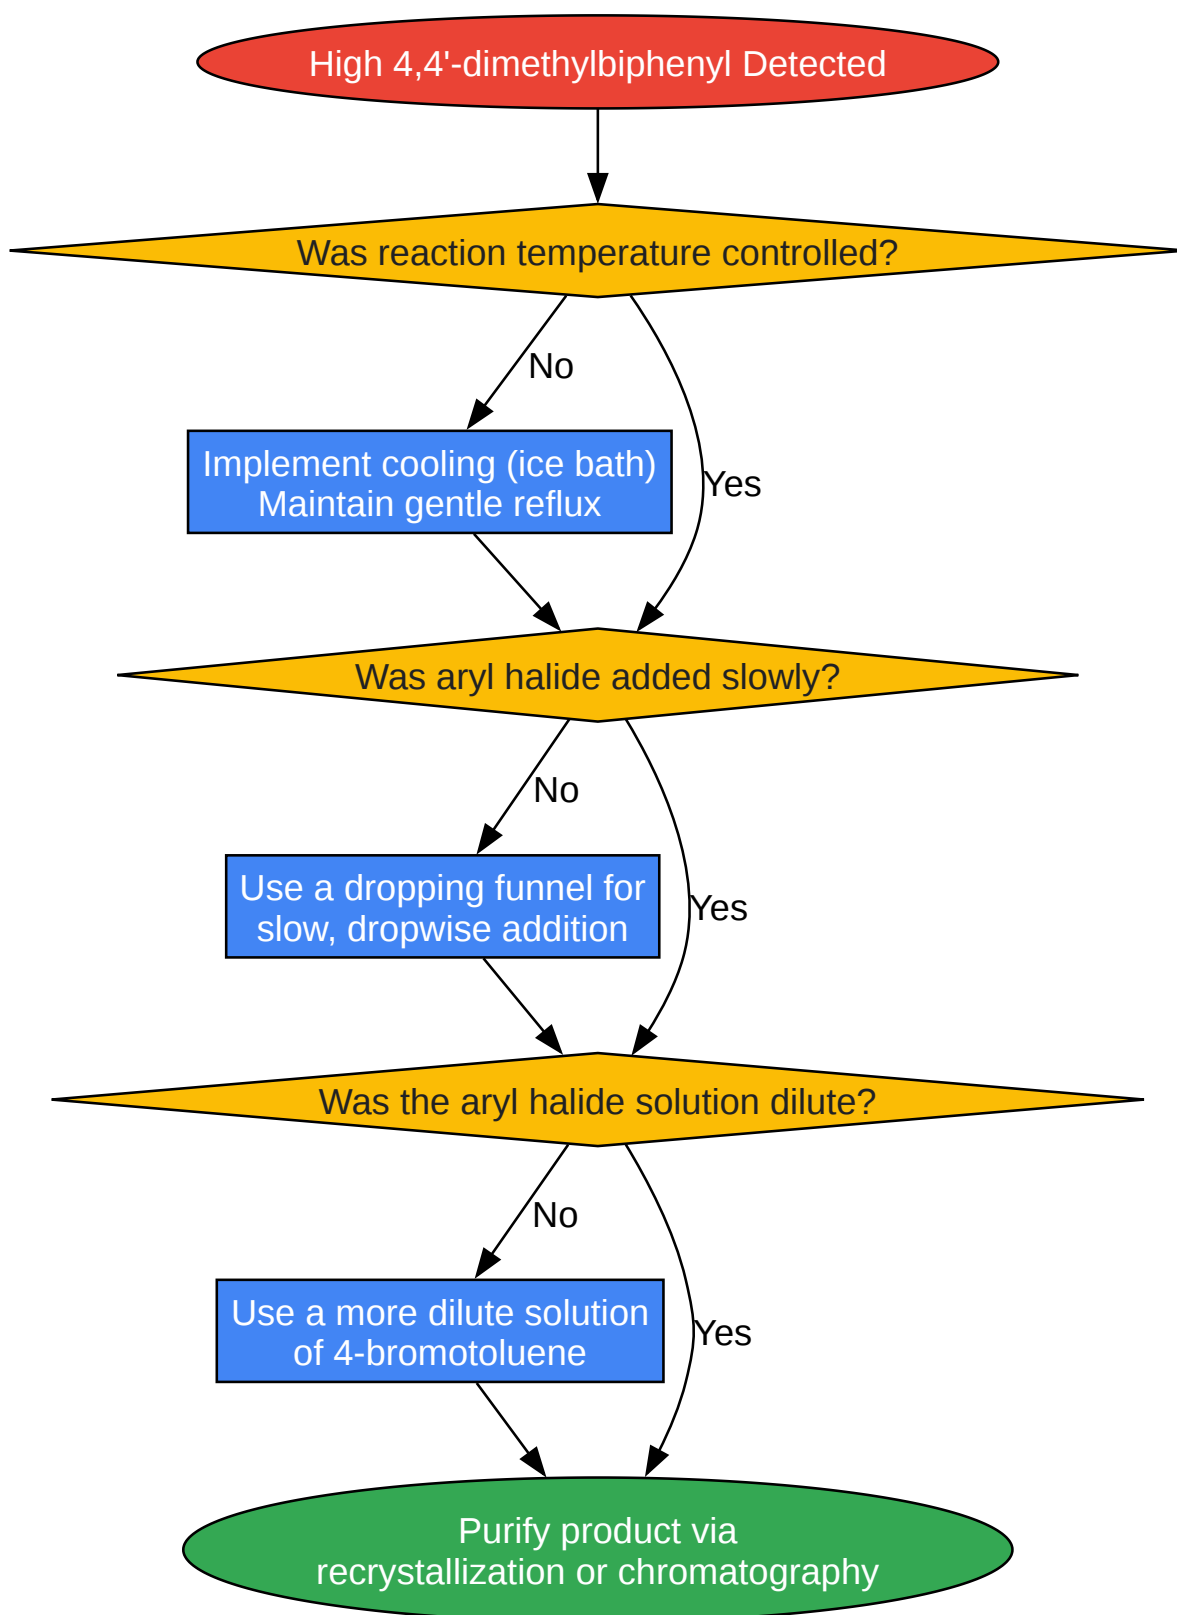 High 4,4'-dimethylbiphenyl Detected
Was reaction temperature controlled?
No
Implement cooling (ice bath)
Maintain gentle reflux
Yes
Was aryl halide added slowly?
No
Use a dropping funnel for
slow, dropwise addition
Yes
Was the aryl halide solution dilute?
No
Use a more dilute solution
of 4-bromotoluene
Yes
Purify product via
recrystallization or chromatography